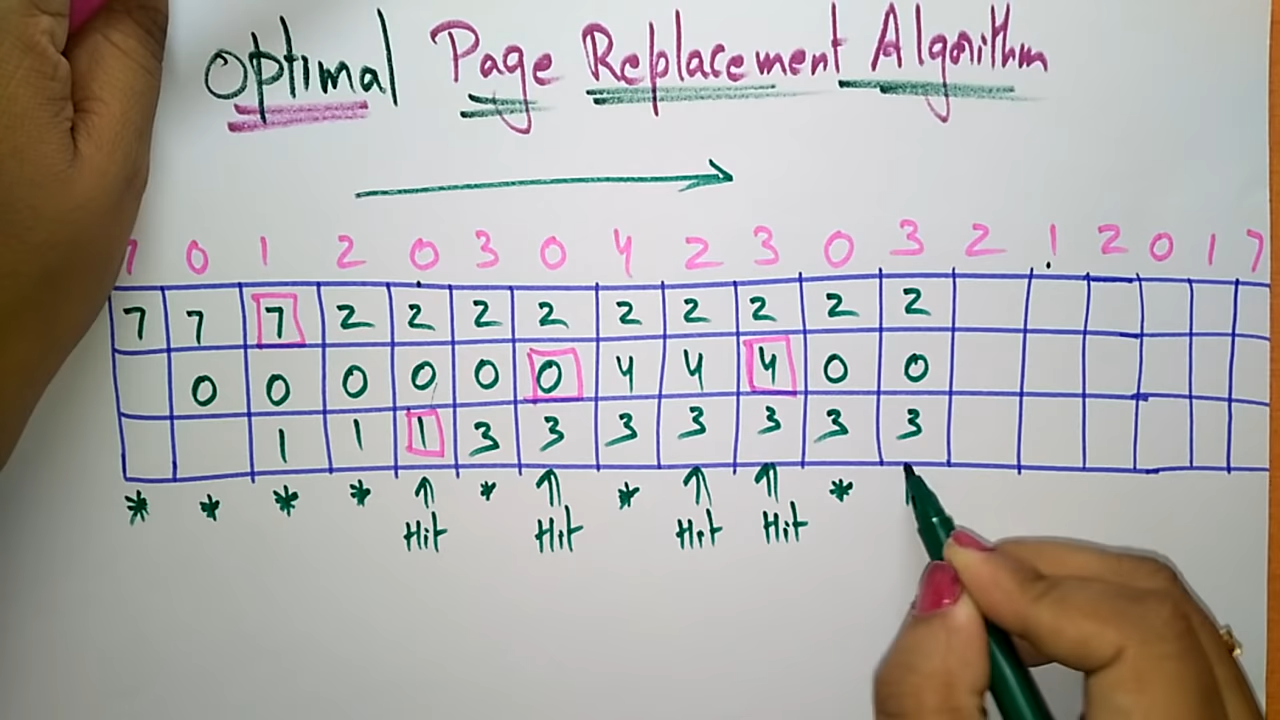 Optimal Page Replacement Algorithm
7 0 1 2 0 3 0 4 2 3 0 3 2 1 2 0 1 7
7 7 7 2 2 2 2 2 2 2 2 2
0 0 0 0 0 0 4 4 4 0 0
1 1 1 3 3 3 3 3 3 3
* * * * ↑ * ↑ * ↑ ↑ *
Hit Hit Hit Hit